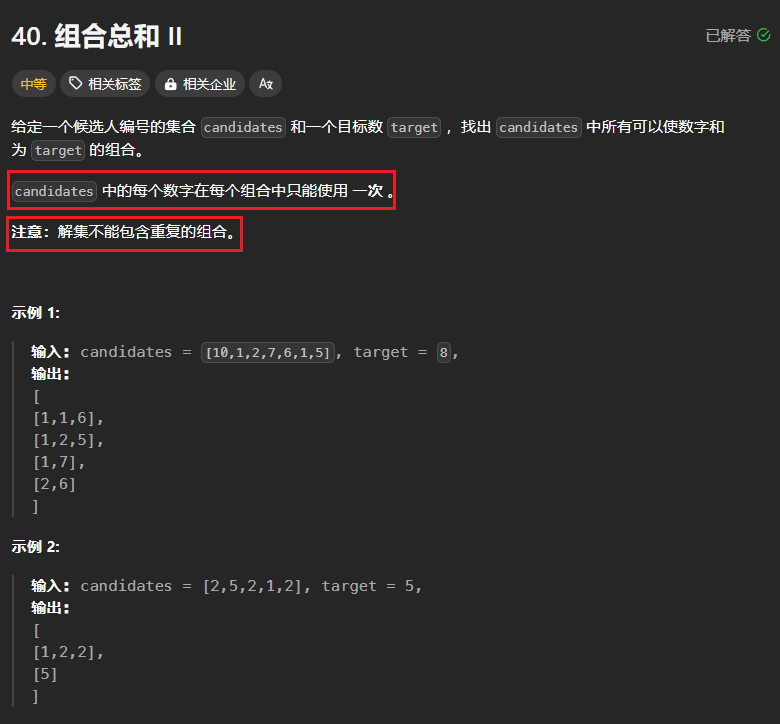 40. 组合总和 II
已解答
中等 相关标签 相关企业 Aあ
给定一个候选人编号的集合 candidates 和一个目标数 target ，找出 candidates 中所有可以使数字和
为 target 的组合。
candidates 中的每个数字在每个组合中只能使用 一次 。
注意：解集不能包含重复的组合。
示例 1:
输入: candidates = [10,1,2,7,6,1,5], target = 8,
输出:
[
[1,1,6],
[1,2,5],
[1,7],
[2,6]
]
示例 2:
输入: candidates = [2,5,2,1,2], target = 5,
输出:
[
[1,2,2],
[5]
]